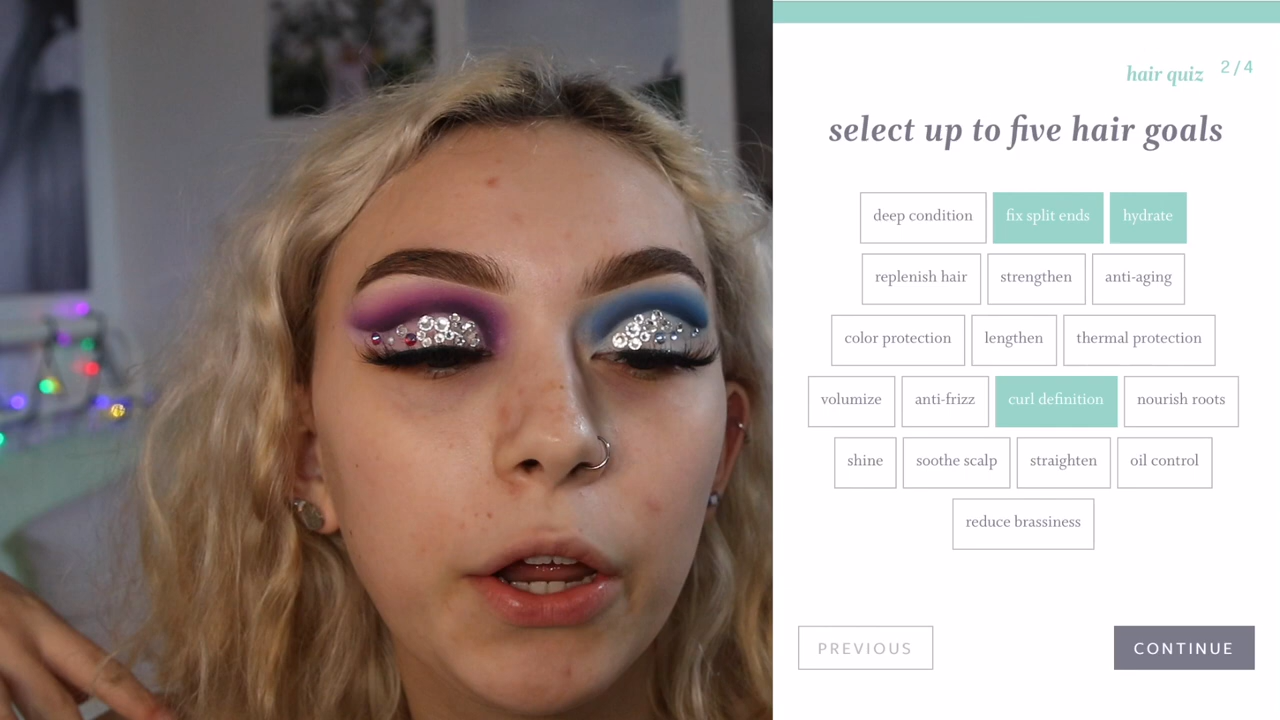 hair quiz 2 / 4
select up to five hair goals
deep condition fix split ends hydrate
replenish hair strengthen anti-aging
color protection lengthen thermal protection
volumize anti-frizz curl definition nourish roots
shine soothe scalp straighten oil control
reduce brassiness
PREVIOUS CONTINUE